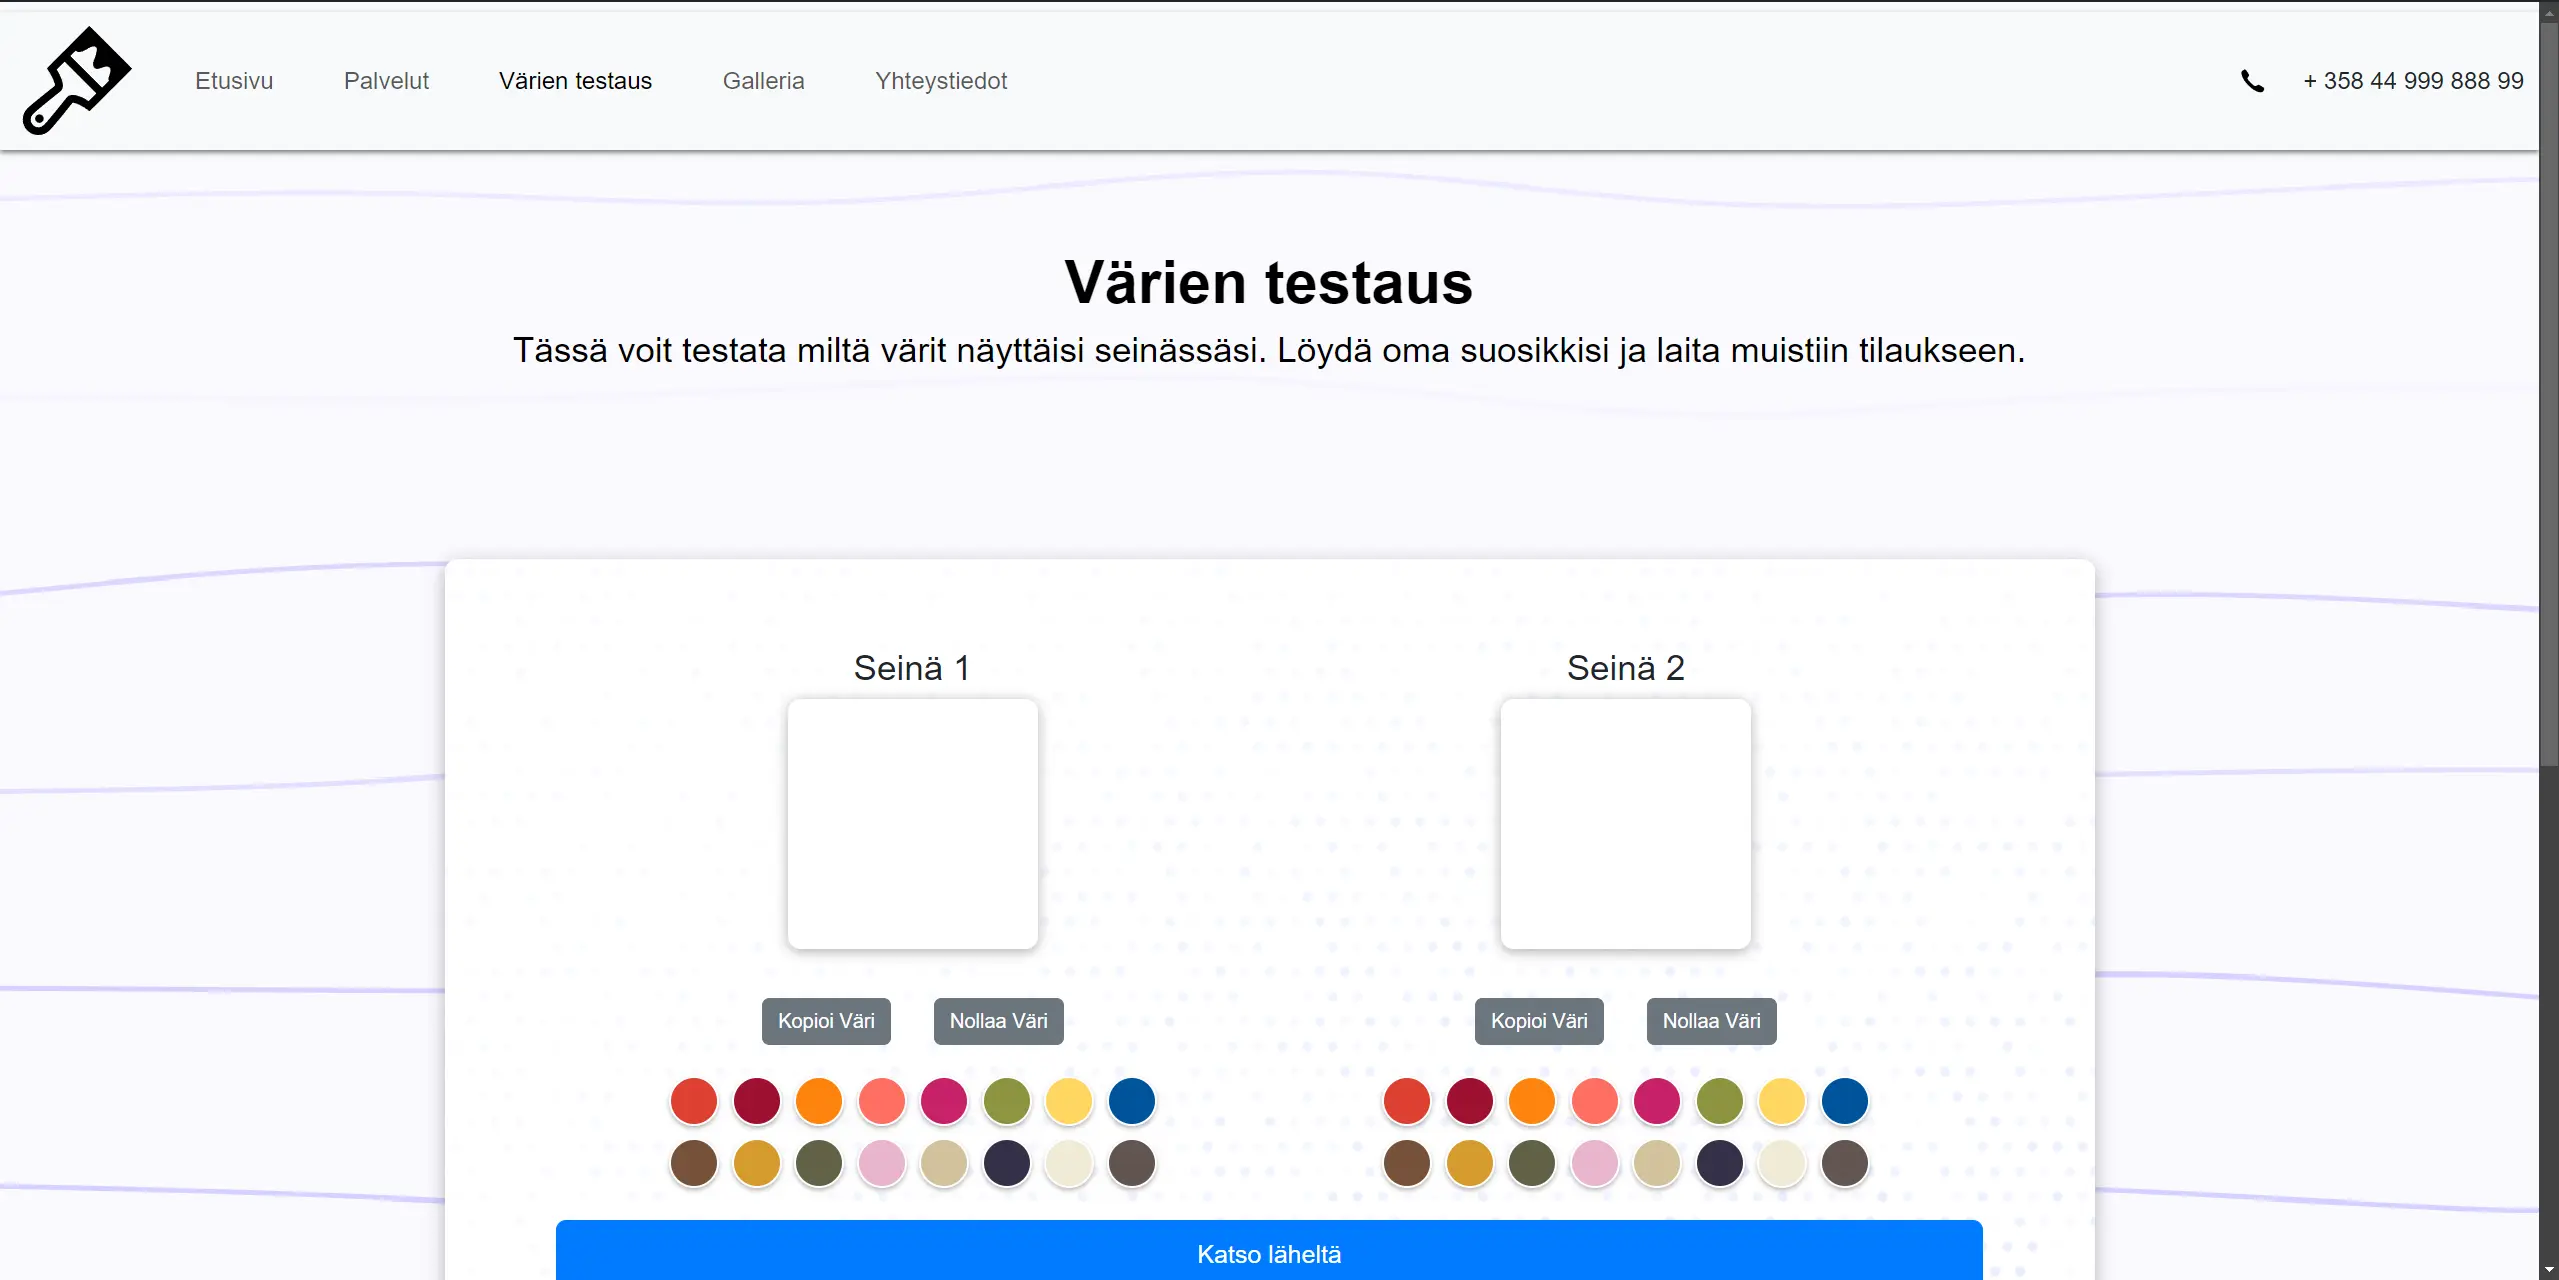 Etusivu
Palvelut
Värien testaus
Galleria
Yhteystiedot
+ 358 44 999 888 99
Värien testaus
Tässä voit testata miltä värit näyttäisi seinässäsi. Löydä oma suosikkisi ja laita muistiin tilaukseen.
Seinä 1
Seinä 2
Kopioi Väri
Nollaa Väri
Kopioi Väri
Nollaa Väri
Katso läheltä